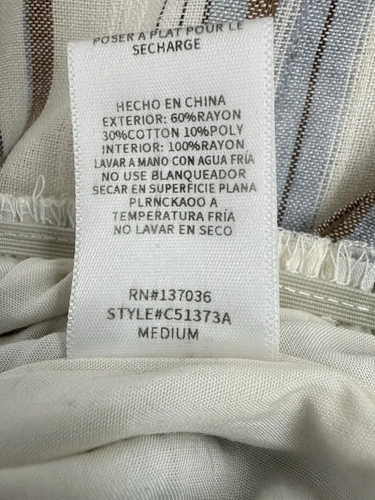 POSER A PLAT POUR LE
SECHARGE
HECHO EN CHINA
EXTERIOR: 60%RAYON
30%COTTON 10%POLY
INTERIOR: 100%RAYON
LAVAR A MANO CON AGUA FRÍA
NO USE BLANQUEADOR
SECAR EN SUPERFICIE PLANA
PLRNCKAOO A
TEMPERATURA FRÍA
NO LAVAR EN SECO
RN#137036
STYLE#C51373A
MEDIUM